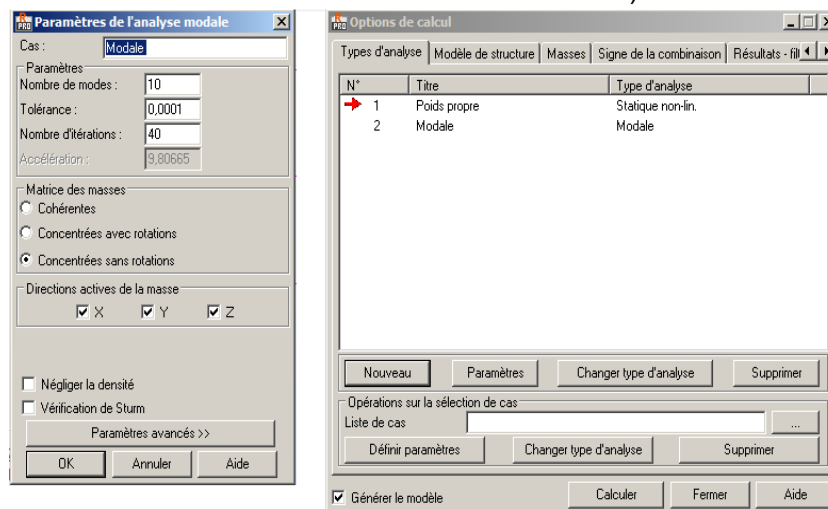 Paramètres de l'analyse modale
Cas :
Modale
Paramètres
Nombre de modes :
10
Tolérance :
0,0001
Nombre d'itérations :
40
Accélération :
9,80665
Matrice des masses
Cohérentes
Concentrées avec rotations
Concentrées sans rotations
Directions actives de la masse
X Y Z
Négliger la densité
Vérification de Sturm
Paramètres avancés >>
OK Annuler Aide
Options de calcul
Types d'analyse Modèle de structure Masses Signe de la combinaison Résultats - filt
N° Titre Type d'analyse
1 Poids propre Statique non-lin.
2 Modale Modale
Nouveau Paramètres Changer type d'analyse Supprimer
Opérations sur la sélection de cas
Liste de cas
...
Définir paramètres Changer type d'analyse Supprimer
Générer le modèle Calculer Fermer Aide